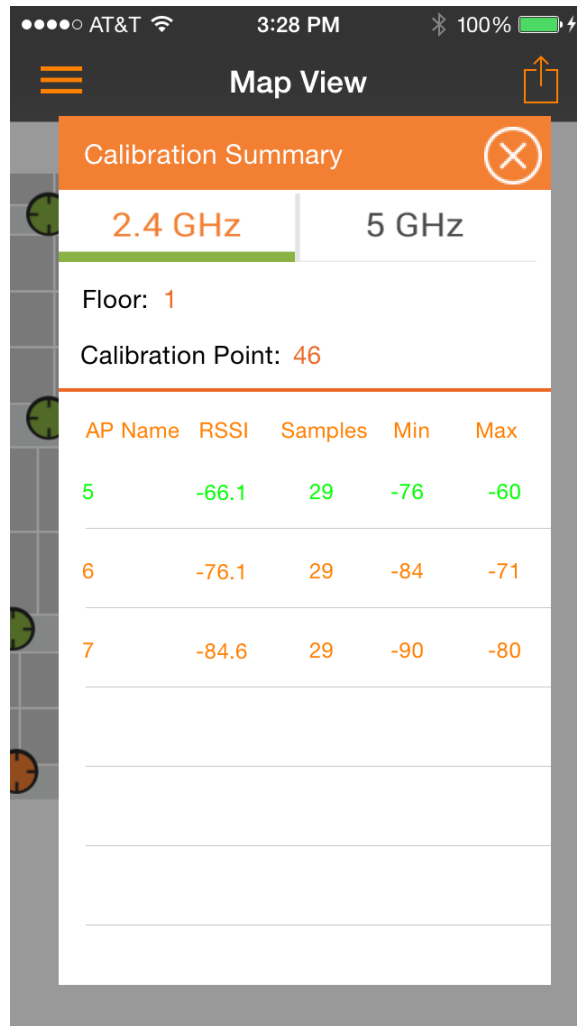 AT&T 3:28 PM 100%
Map View
Calibration Summary
2.4 GHz 5 GHz
Floor: 1
Calibration Point: 46
AP Name RSSI Samples Min Max
5 -66.1 29 -76 -60
6 -76.1 29 -84 -71
7 -84.6 29 -90 -80